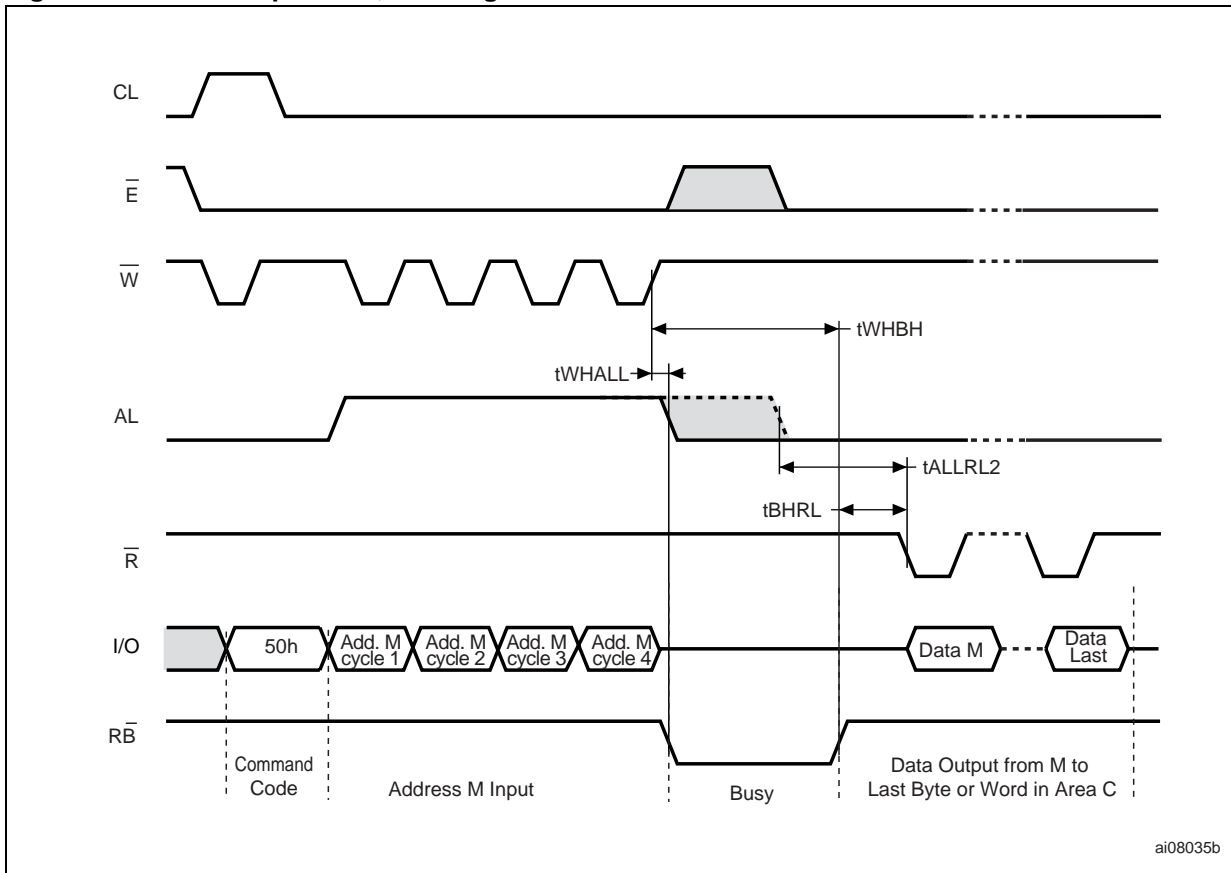 CL
E
W
tWHBH
tWHALL
AL
tALLRL2
tBHRL
R
I/O
50h
Add. M
cycle 1
Add. M
cycle 2
Add. M
cycle 3
Add. M
cycle 4
Data M
Data
Last
RB
Command
Code
Address M Input
Busy
Data Output from M to
Last Byte or Word in Area C
ai08035b